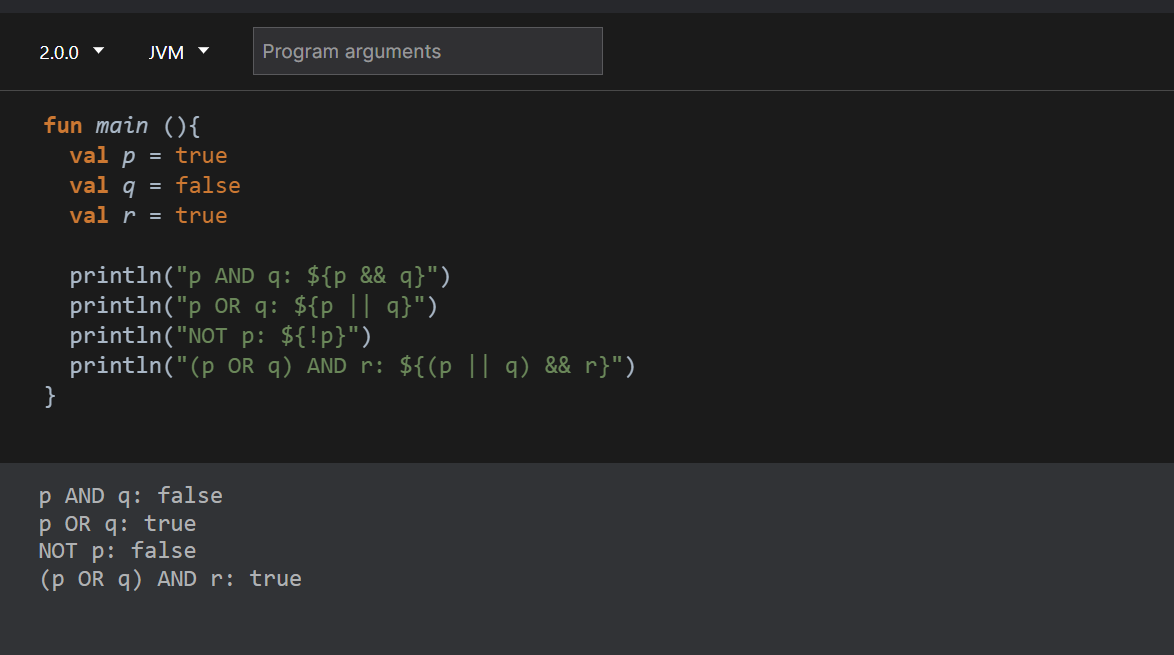 2.0.0 JVM Program arguments
fun main (){
  val p = true
  val q = false
  val r = true

  println("p AND q: ${p && q}")
  println("p OR q: ${p || q}")
  println("NOT p: ${!p}")
  println("(p OR q) AND r: ${(p || q) && r}")
}
p AND q: false
p OR q: true
NOT p: false
(p OR q) AND r: true